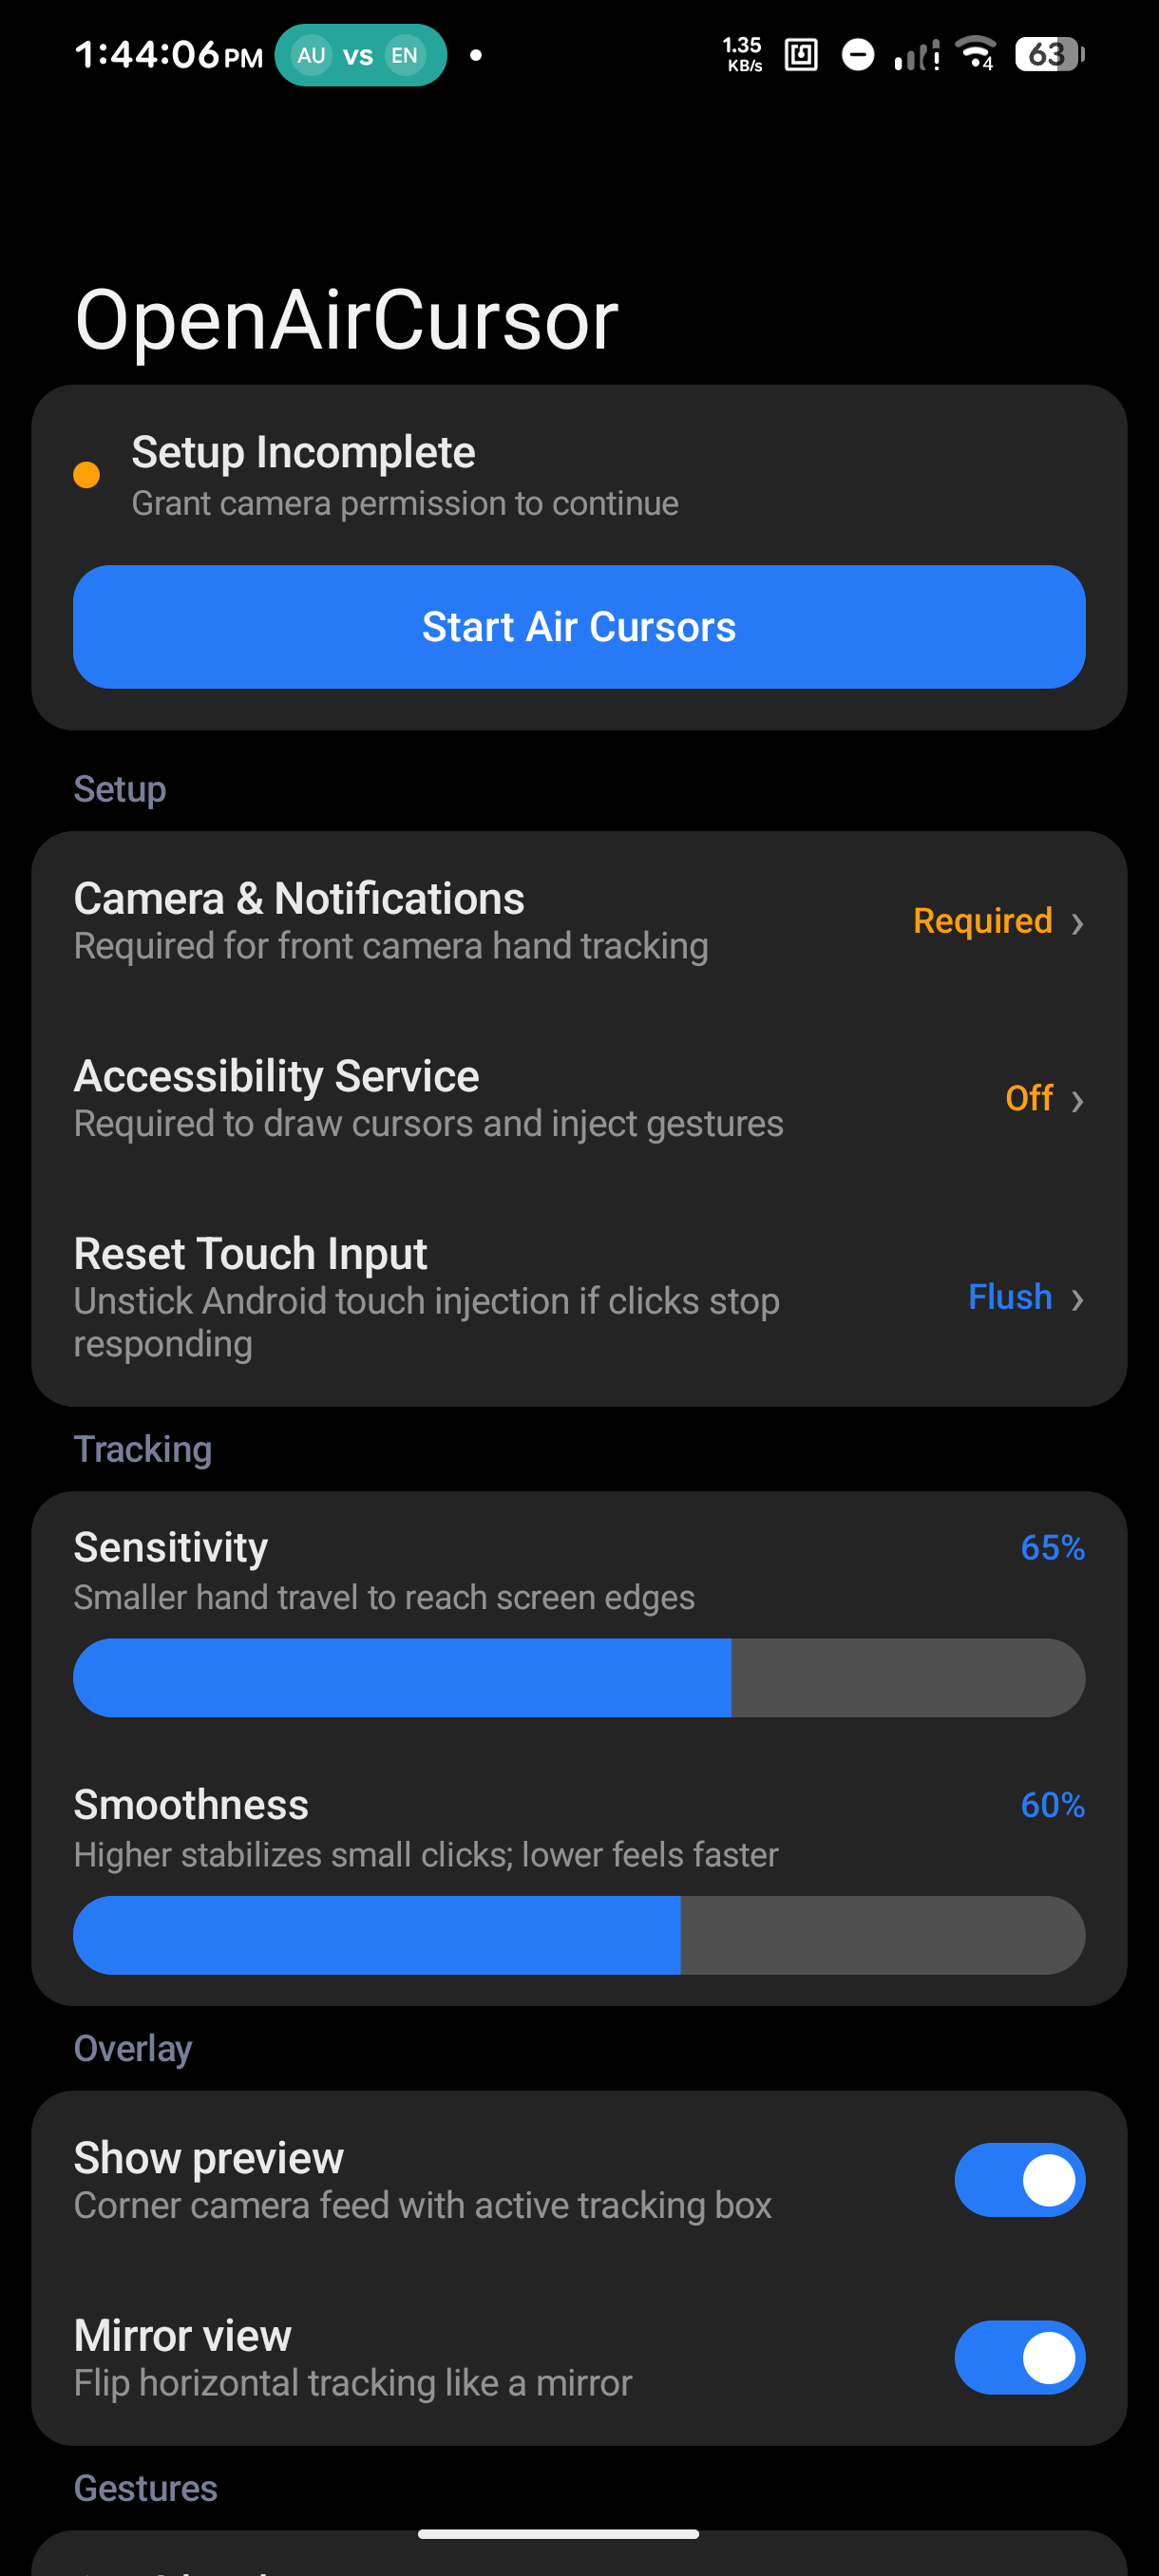 1:44:06 PM AU vs EN 1.35 KB/s 4 63
OpenAirCursor
Setup Incomplete
Grant camera permission to continue
Start Air Cursors
Setup
Camera & Notifications
Required for front camera hand tracking
Required
Accessibility Service
Required to draw cursors and inject gestures
Off
Reset Touch Input
Unstick Android touch injection if clicks stop
responding
Flush
Tracking
Sensitivity
65%
Smaller hand travel to reach screen edges
Smoothness
60%
Higher stabilizes small clicks; lower feels faster
Overlay
Show preview
Corner camera feed with active tracking box
Mirror view
Flip horizontal tracking like a mirror
Gestures